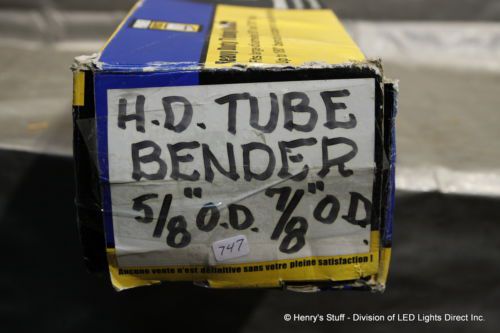 H.D. TUBE
BENDER
5/8" O.D. 7/8" O.D
747
Aucune vente n'est définitive sans votre pleine satisfaction !
© Henry's Stuff - Division of LED Lights Direct Inc.